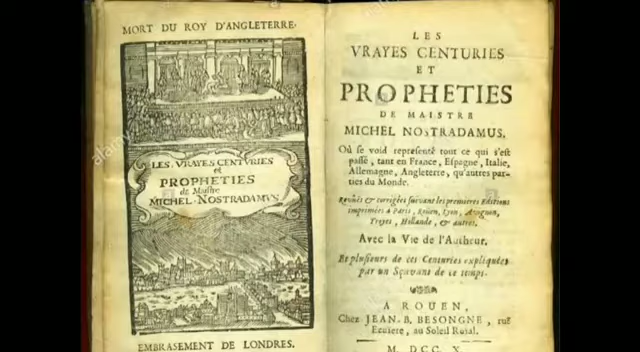 MORT DU ROY D'ANGLETERRE.
LES VRAYES CENTURIES
et
PROPHETIES
de Maistre
MICHEL NOSTRADAMVS
EMBRASEMENT DE LONDRES.
LES
VRAYES CENTURIES
ET
PROPHETIES
DE MAISTRE
MICHEL NOSTRADAMUS,
Où se void representé tout ce qui s'est
passé, tant en France, Espagne, Italie,
Allemagne, Angleterre, qu'autres par-
ties du Monde.
Reveües & corrigées suivant les premieres Editions
imprimées à Paris, Roüen, Lyon, Avignon,
Troyes, Hollande, & autres.
Avec la Vie de l'Autheur.
Et plusieurs de ces Centuries expliquées
par un Sçavant de ce temps.
A ROUEN,
Chez JEAN-B. BESONGNE, ruë
Ecuiere, au Soleil Roïal.
M. DCC. X.
alamy